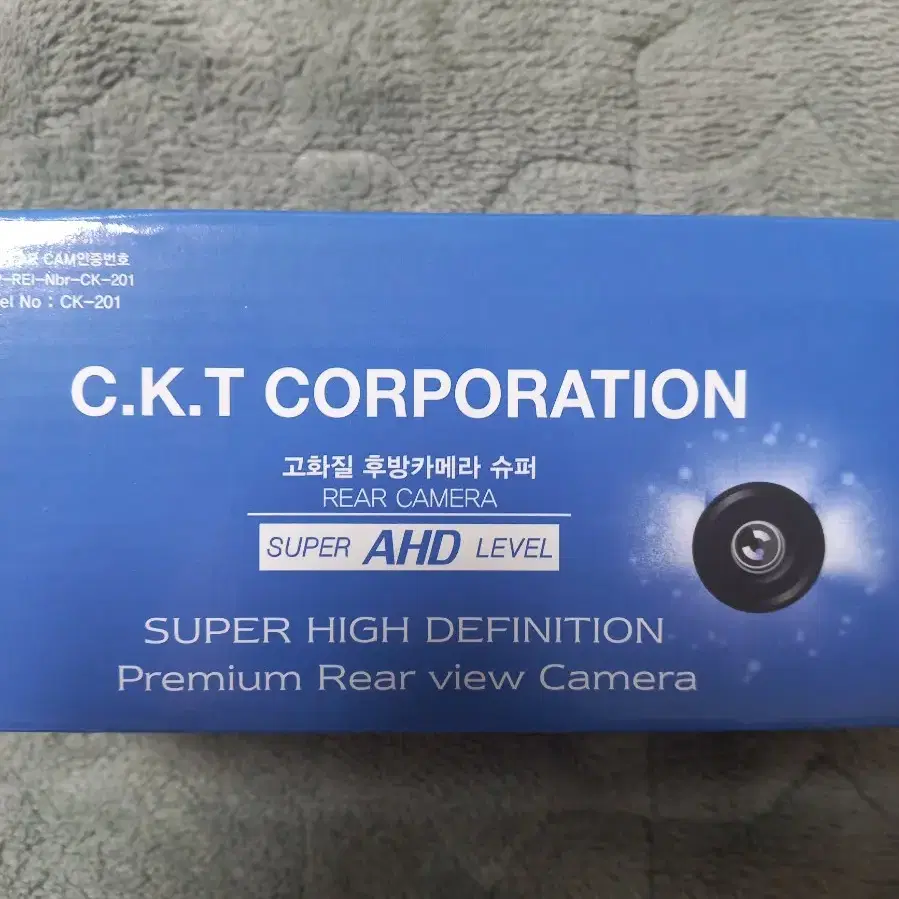 CAM인증번호
-REI-Nbr-CK-201
el No : CK-201
C.K.T CORPORATION
고화질 후방카메라 슈퍼
REAR CAMERA
SUPER AHD LEVEL
SUPER HIGH DEFINITION
Premium Rear view Camera